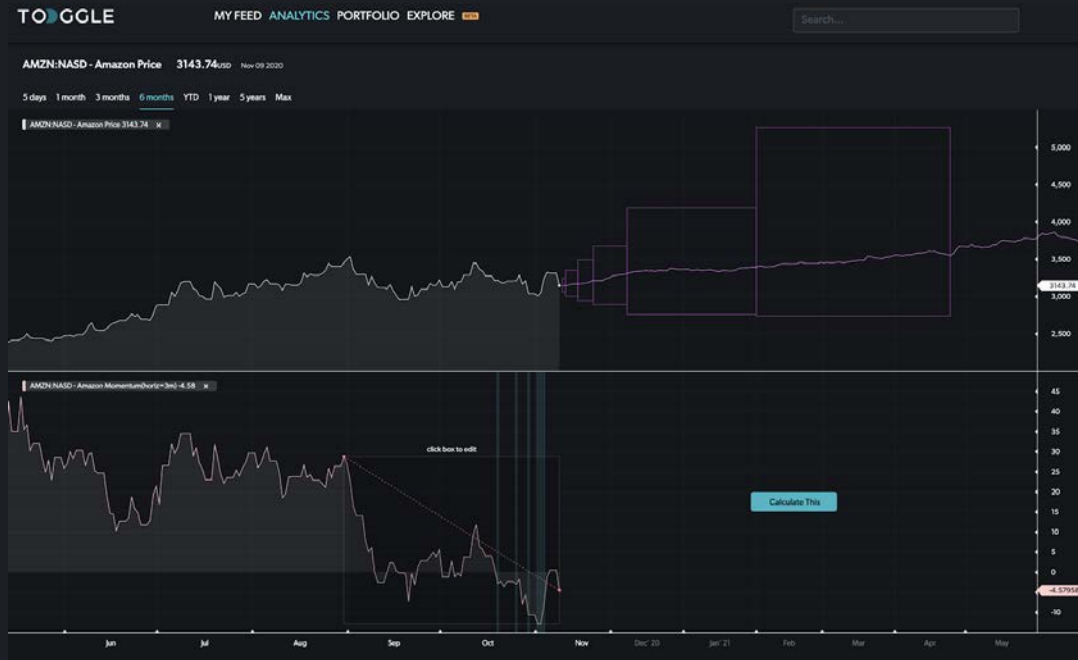 TOGGLE
MY FEED ANALYTICS PORTFOLIO EXPLORE BETA
Search...
AMZN:NASD - Amazon Price 3143.74USD Nov 09 2020
5 days 1 month 3 months 6 months YTD 1 year 5 years Max
AMZN:NASD - Amazon Price 3143.74 x
5,000
4,500
4,000
3,500
3143.74
3,000
2,500
AMZN:NASD - Amazon Momentum(horiz=3m) -4.58 x
45
40
35
click box to edit
30
25
20
Calculate This
15
10
5
0
-4.57958
-10
Jun Jul Aug Sep Oct Nov Dec' 20 Jan' 21 Feb Mar Apr May